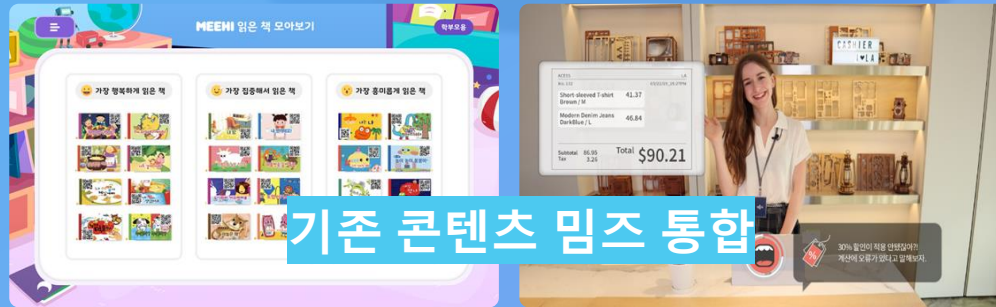 MEEHI 읽은 책 모아보기
학부모용
가장 행복하게 읽은 책
가장 집중해서 읽은 책
가장 흥미롭게 읽은 책
CASHIER
LOLA
Short-sleeved T-shirt 41.37
Brown / M
Modern Denim Jeans 46.84
DarkBlue / L
Subtotal 86.95
Tax 3.26
Total $90.21
기존 콘텐츠 밈즈 통합
30% 할인이 적용 안됐잖아?!
계산에 오류가 있다고 말해보자.